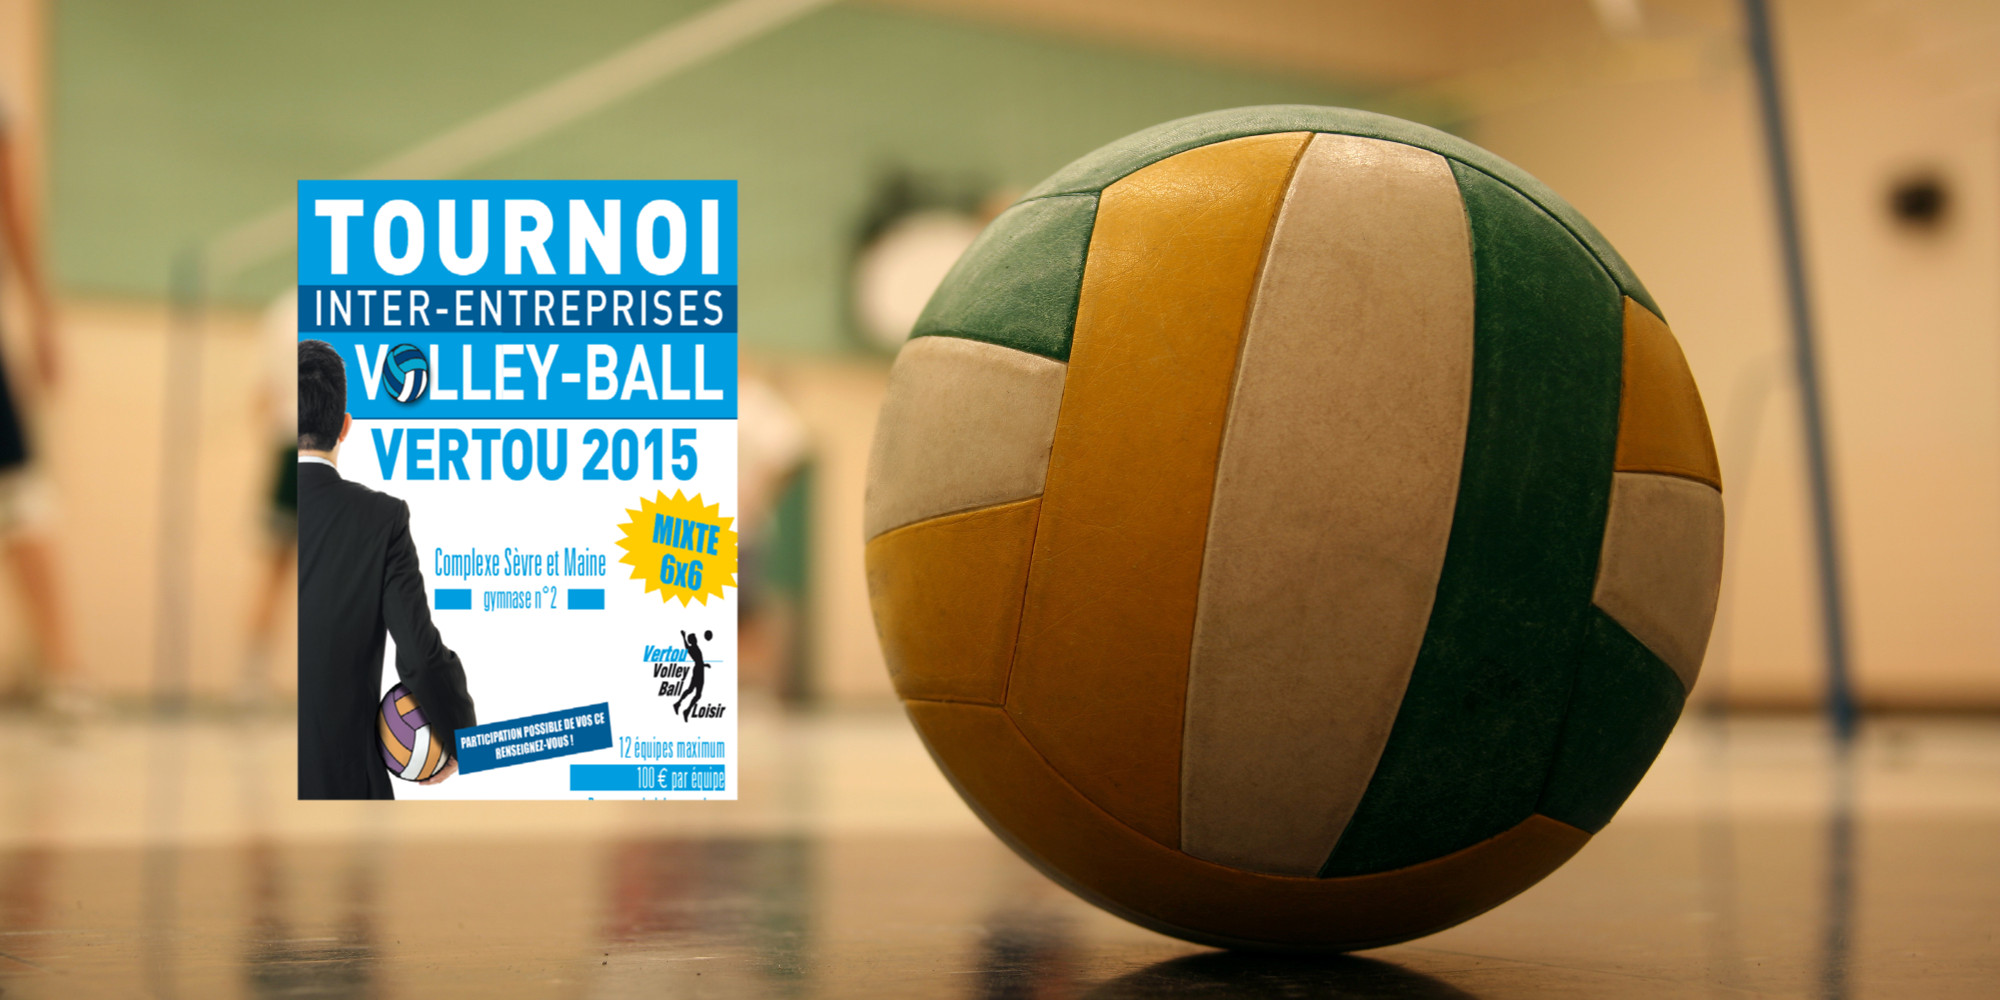 TOURNOI
INTER-ENTREPRISES
VOLLEY-BALL
VERTOU 2015
MIXTE
6x6
Complexe Sèvre et Maine
gymnase n°2
Vertou
Volley
Ball
Loisir
PARTICIPATION POSSIBLE DE VOS CE
RENSEIGNEZ-VOUS !
12 équipes maximum
100 € par équipe